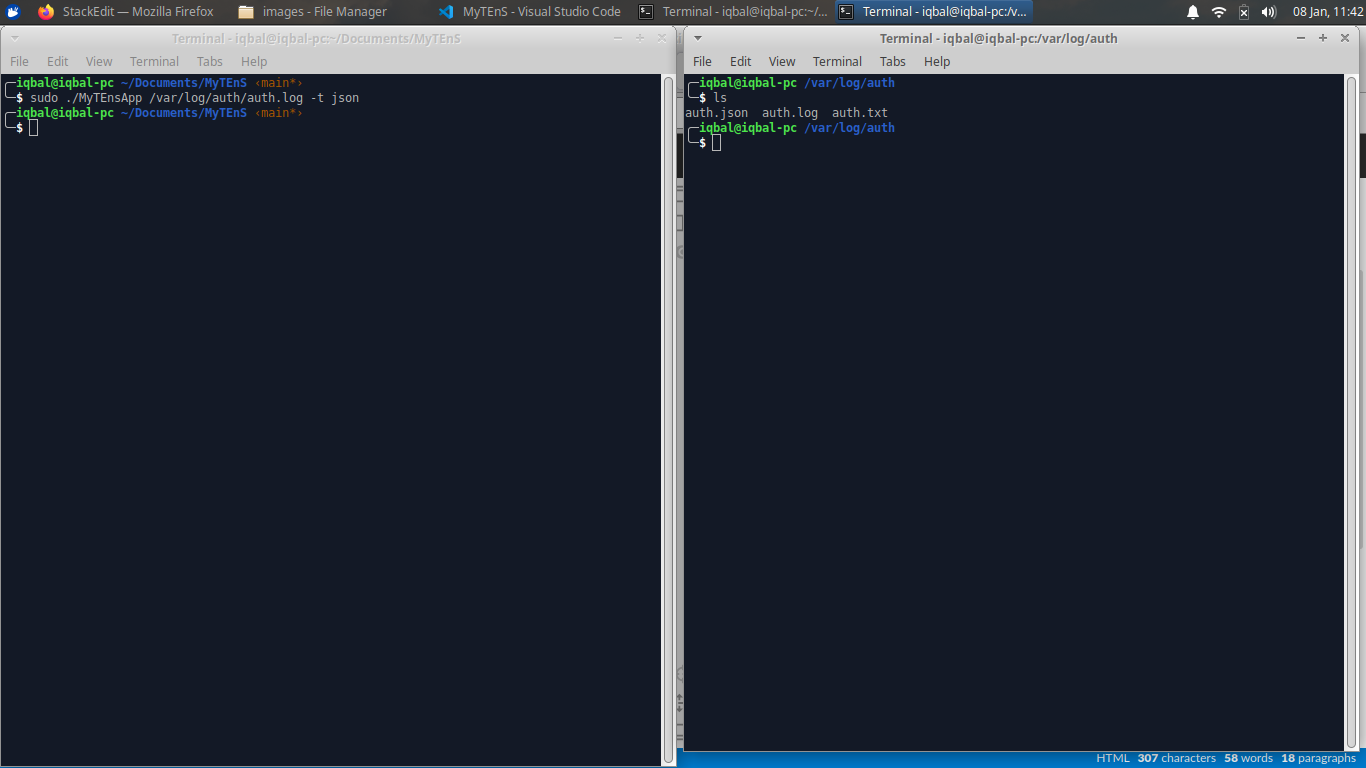 StackEdit — Mozilla Firefox images - File Manager MyTEnS - Visual Studio Code Terminal - iqbal@iqbal-pc:~/... Terminal - iqbal@iqbal-pc:/v... 08 Jan, 11:42
Terminal - iqbal@iqbal-pc:~/Documents/MyTEnS
File Edit View Terminal Tabs Help
iqbal@iqbal-pc ~/Documents/MyTEnS ‹main*›
$ sudo ./MyTEnsApp /var/log/auth/auth.log -t json
iqbal@iqbal-pc ~/Documents/MyTEnS ‹main*›
$
Terminal - iqbal@iqbal-pc:/var/log/auth
File Edit View Terminal Tabs Help
iqbal@iqbal-pc /var/log/auth
$ ls
auth.json auth.log auth.txt
iqbal@iqbal-pc /var/log/auth
$
HTML 307 characters 58 words 18 paragraphs